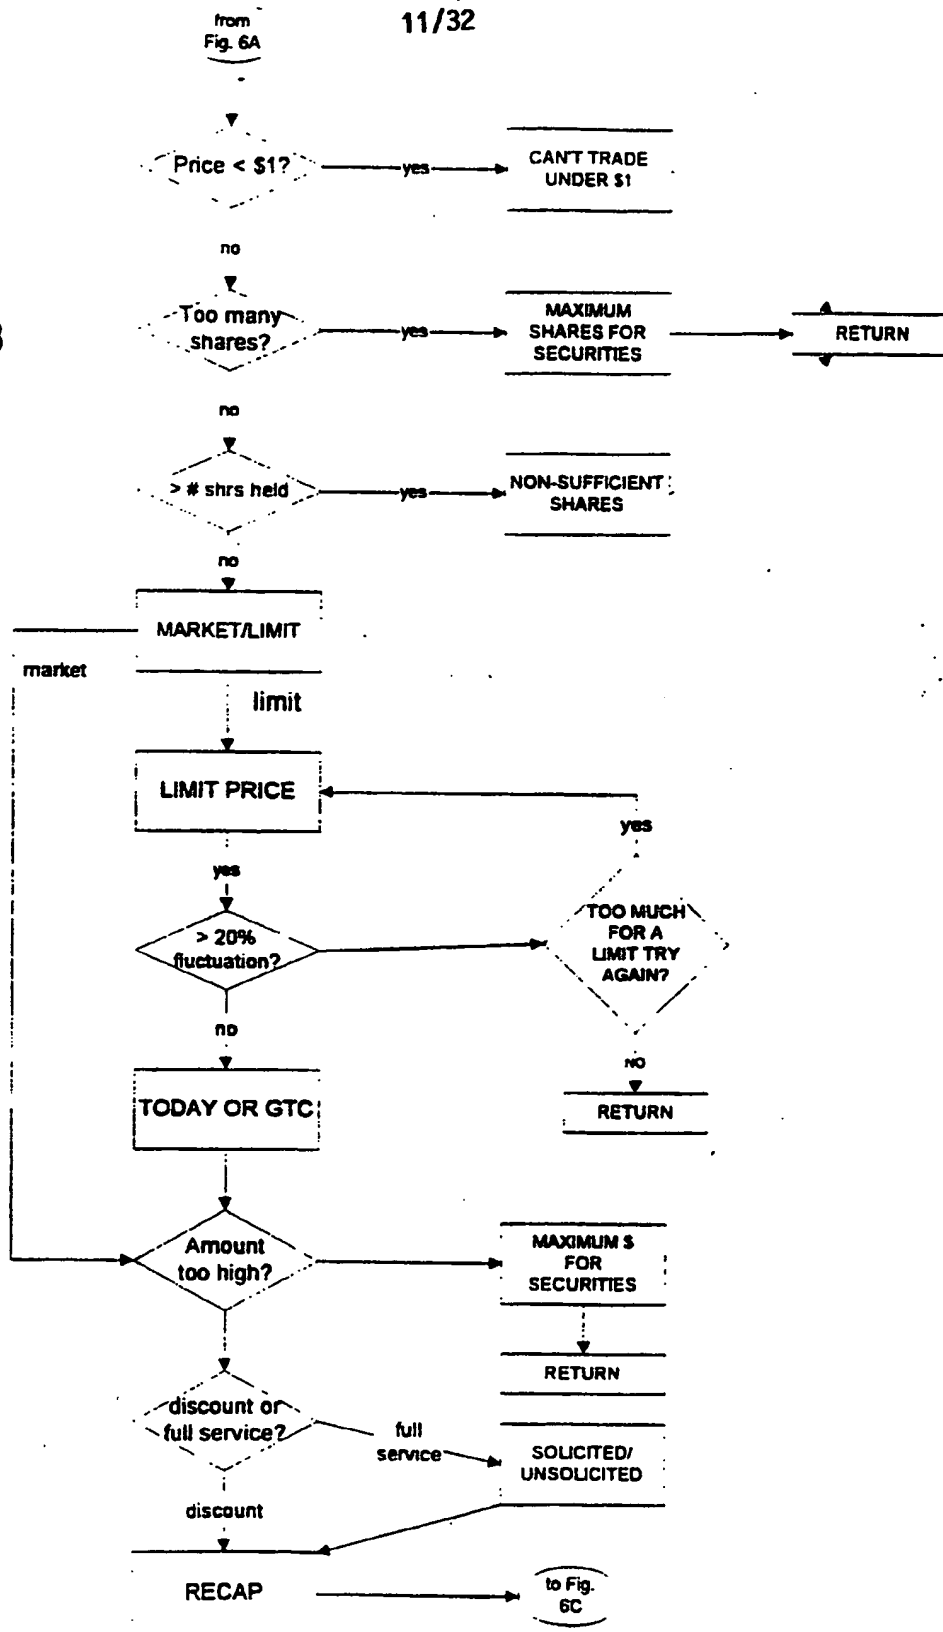 from
Fig. 6A
11/32
Price < $1?
yes
CAN'T TRADE
UNDER $1
no
Too many
shares?
yes
MAXIMUM
SHARES FOR
SECURITIES
RETURN
no
> # shrs held
yes
NON-SUFFICIENT
SHARES
no
MARKET/LIMIT
market
limit
LIMIT PRICE
yes
yes
> 20%
fluctuation?
TOO MUCH
FOR A
LIMIT TRY
AGAIN?
no
NO
TODAY OR GTC
RETURN
Amount
too high?
MAXIMUM $
FOR
SECURITIES
RETURN
discount or
full service?
full
service
SOLICITED/
UNSOLICITED
discount
RECAP
to Fig.
6C